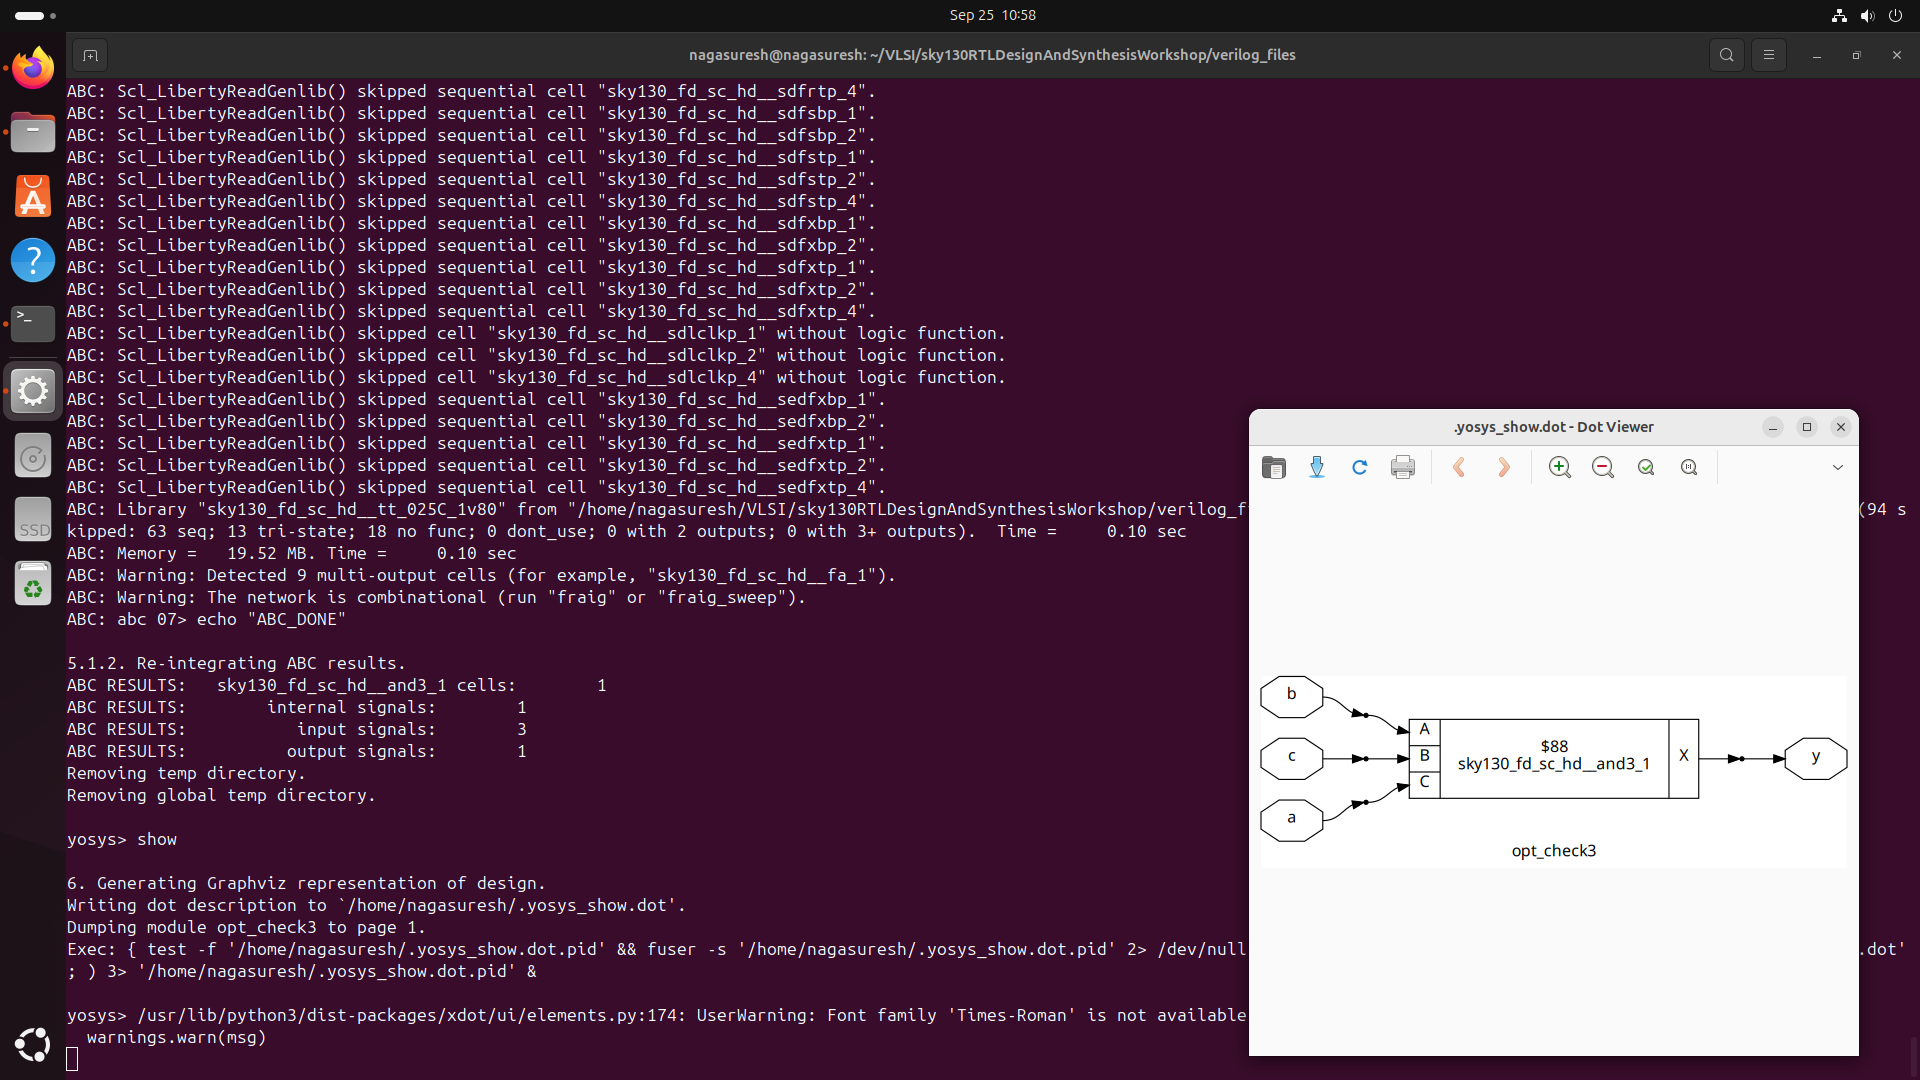 Sep 25 10:58
nagasuresh@nagasuresh: ~/VLSI/sky130RTLDesignAndSynthesisWorkshop/verilog_files
ABC: Scl_LibertyReadGenlib() skipped sequential cell "sky130_fd_sc_hd__sdfrtp_4".
ABC: Scl_LibertyReadGenlib() skipped sequential cell "sky130_fd_sc_hd__sdfsbp_1".
ABC: Scl_LibertyReadGenlib() skipped sequential cell "sky130_fd_sc_hd__sdfsbp_2".
ABC: Scl_LibertyReadGenlib() skipped sequential cell "sky130_fd_sc_hd__sdfstp_1".
ABC: Scl_LibertyReadGenlib() skipped sequential cell "sky130_fd_sc_hd__sdfstp_2".
ABC: Scl_LibertyReadGenlib() skipped sequential cell "sky130_fd_sc_hd__sdfstp_4".
ABC: Scl_LibertyReadGenlib() skipped sequential cell "sky130_fd_sc_hd__sdfxbp_1".
ABC: Scl_LibertyReadGenlib() skipped sequential cell "sky130_fd_sc_hd__sdfxbp_2".
ABC: Scl_LibertyReadGenlib() skipped sequential cell "sky130_fd_sc_hd__sdfxtp_1".
ABC: Scl_LibertyReadGenlib() skipped sequential cell "sky130_fd_sc_hd__sdfxtp_2".
ABC: Scl_LibertyReadGenlib() skipped sequential cell "sky130_fd_sc_hd__sdfxtp_4".
ABC: Scl_LibertyReadGenlib() skipped cell "sky130_fd_sc_hd__sdlclkp_1" without logic function.
ABC: Scl_LibertyReadGenlib() skipped cell "sky130_fd_sc_hd__sdlclkp_2" without logic function.
ABC: Scl_LibertyReadGenlib() skipped cell "sky130_fd_sc_hd__sdlclkp_4" without logic function.
ABC: Scl_LibertyReadGenlib() skipped sequential cell "sky130_fd_sc_hd__sedfxbp_1".
ABC: Scl_LibertyReadGenlib() skipped sequential cell "sky130_fd_sc_hd__sedfxbp_2".
ABC: Scl_LibertyReadGenlib() skipped sequential cell "sky130_fd_sc_hd__sedfxtp_1".
ABC: Scl_LibertyReadGenlib() skipped sequential cell "sky130_fd_sc_hd__sedfxtp_2".
ABC: Scl_LibertyReadGenlib() skipped sequential cell "sky130_fd_sc_hd__sedfxtp_4".
ABC: Library "sky130_fd_sc_hd__tt_025C_1v80" from "/home/nagasuresh/VLSI/sky130RTLDesignAndSynthesisWorkshop/verilog_f (94 s
kipped: 63 seq; 13 tri-state; 18 no func; 0 dont_use; 0 with 2 outputs; 0 with 3+ outputs). Time = 0.10 sec
ABC: Memory = 19.52 MB. Time = 0.10 sec
ABC: Warning: Detected 9 multi-output cells (for example, "sky130_fd_sc_hd__fa_1").
ABC: Warning: The network is combinational (run "fraig" or "fraig_sweep").
ABC: abc 07> echo "ABC_DONE"
5.1.2. Re-integrating ABC results.
ABC RESULTS: sky130_fd_sc_hd__and3_1 cells: 1
ABC RESULTS: internal signals: 1
ABC RESULTS: input signals: 3
ABC RESULTS: output signals: 1
Removing temp directory.
Removing global temp directory.
yosys> show
6. Generating Graphviz representation of design.
Writing dot description to `/home/nagasuresh/.yosys_show.dot'.
Dumping module opt_check3 to page 1.
Exec: { test -f '/home/nagasuresh/.yosys_show.dot.pid' && fuser -s '/home/nagasuresh/.yosys_show.dot.pid' 2> /dev/null .dot'
; ) 3> '/home/nagasuresh/.yosys_show.dot.pid' &
yosys> /usr/lib/python3/dist-packages/xdot/ui/elements.py:174: UserWarning: Font family 'Times-Roman' is not available
warnings.warn(msg)
.yosys_show.dot - Dot Viewer
b
c
a
A
B
C
$88
sky130_fd_sc_hd__and3_1
X
y
opt_check3
SSD